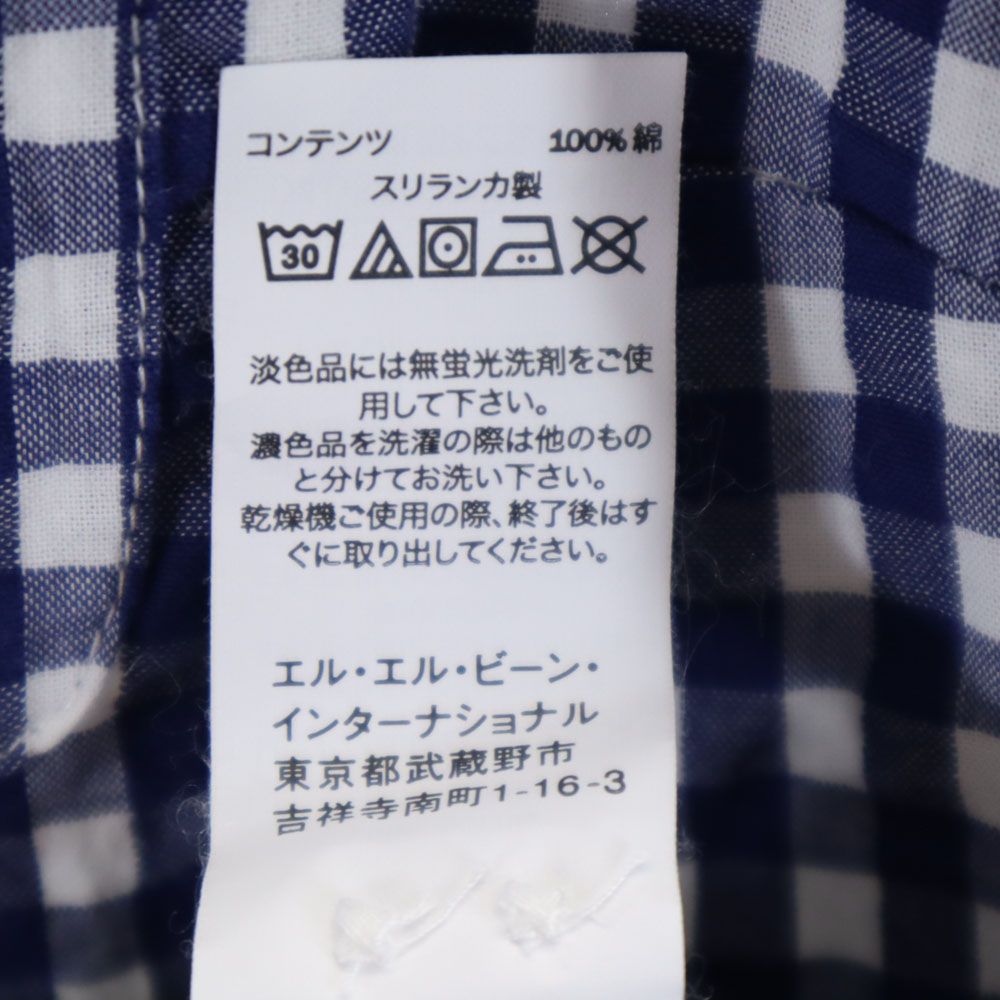 コンテンツ 100% 綿
スリランカ製
30
淡色品には無蛍光洗剤をご使
用して下さい。
濃色品を洗濯の際は他のもの
と分けてお洗い下さい。
乾燥機ご使用の際、終了後はす
ぐに取り出してください。
エル・エル・ビーン・
インターナショナル
東京都武蔵野市
吉祥寺南町1-16-3